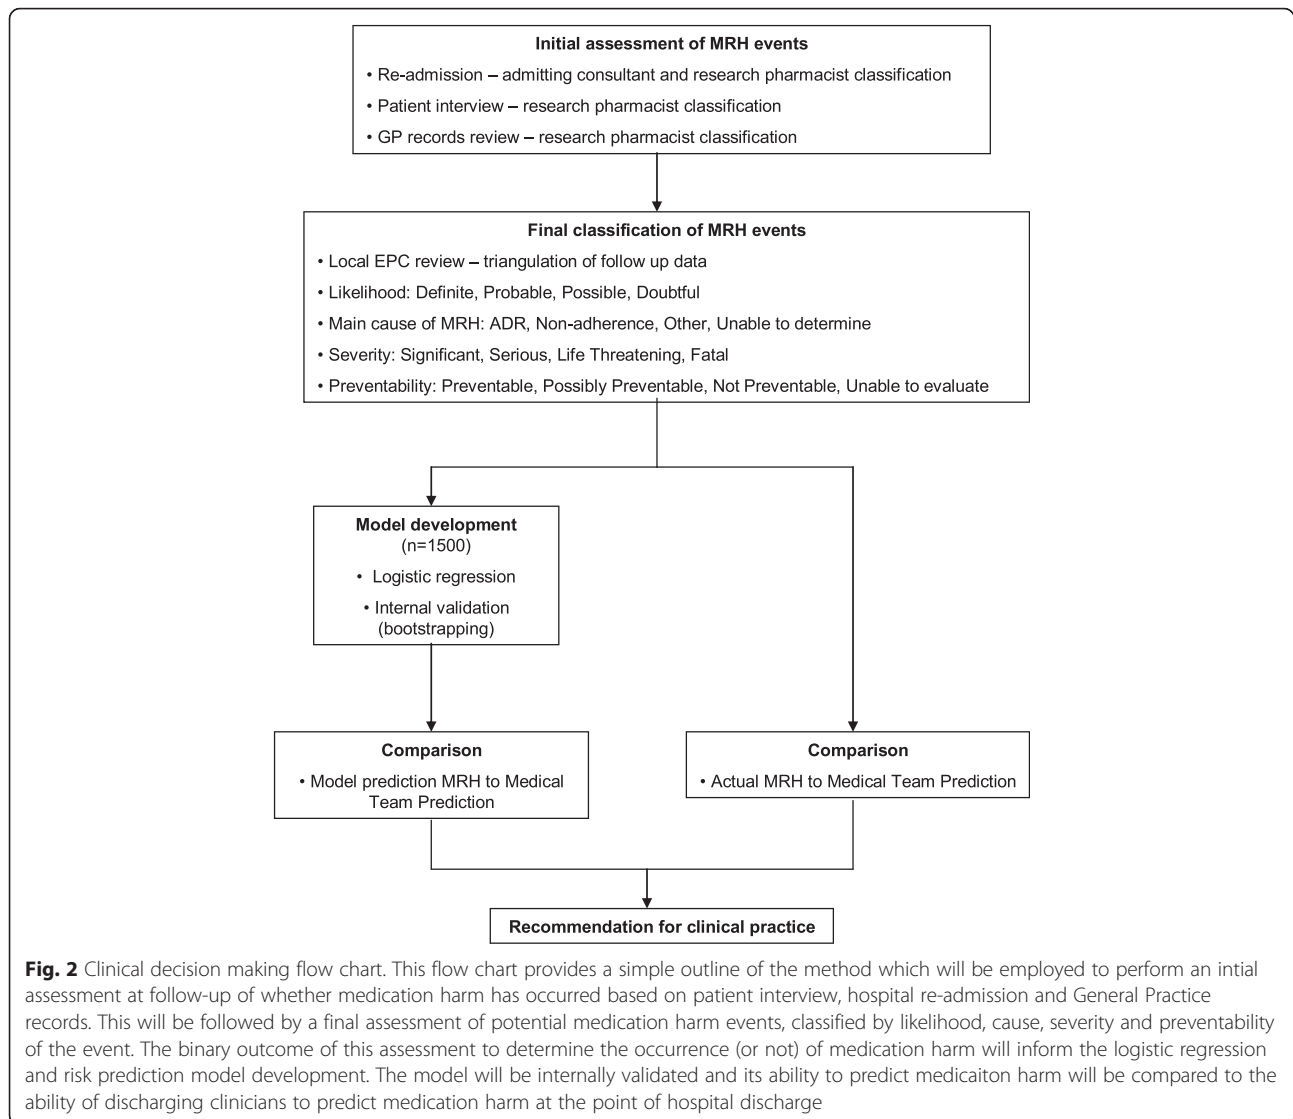 Initial assessment of MRH events
• Re-admission – admitting consultant and research pharmacist classification
• Patient interview – research pharmacist classification
• GP records review – research pharmacist classification
Final classification of MRH events
• Local EPC review – triangulation of follow up data
• Likelihood: Definite, Probable, Possible, Doubtful
• Main cause of MRH: ADR, Non-adherence, Other, Unable to determine
• Severity: Significant, Serious, Life Threatening, Fatal
• Preventability: Preventable, Possibly Preventable, Not Preventable, Unable to evaluate
Model development
(n=1500)
• Logistic regression
• Internal validation
(bootstrapping)
Comparison
• Model prediction MRH to Medical
Team Prediction
Comparison
• Actual MRH to Medical Team Prediction
Recommendation for clinical practice
Fig. 2 Clinical decision making flow chart. This flow chart provides a simple outline of the method which will be employed to perform an intial
assessment at follow-up of whether medication harm has occurred based on patient interview, hospital re-admission and General Practice
records. This will be followed by a final assessment of potential medication harm events, classified by likelihood, cause, severity and preventability
of the event. The binary outcome of this assessment to determine the occurrence (or not) of medication harm will inform the logistic regression
and risk prediction model development. The model will be internally validated and its ability to predict medicaiton harm will be compared to the
ability of discharging clinicians to predict medication harm at the point of hospital discharge